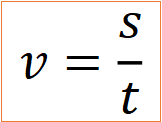 v = s/t